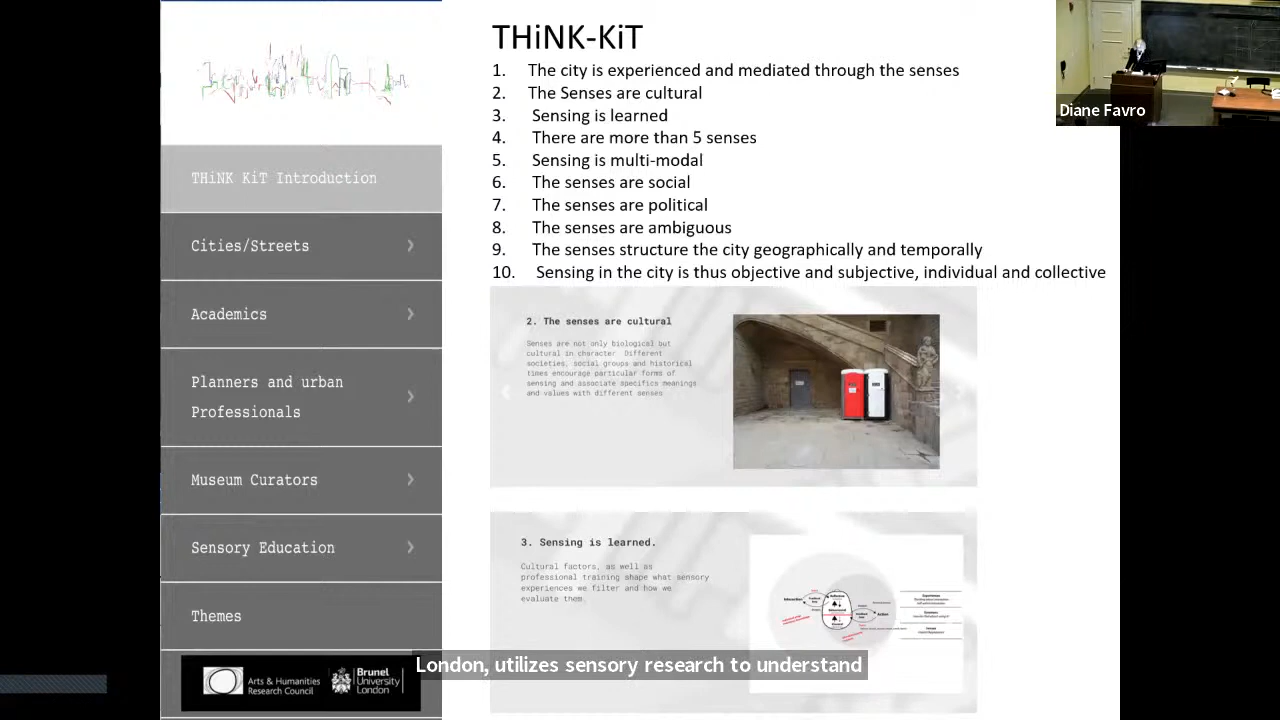 THiNK-KiT
1. The city is experienced and mediated through the senses
2. The Senses are cultural
3. Sensing is learned
4. There are more than 5 senses
5. Sensing is multi-modal
6. The senses are social
7. The senses are political
8. The senses are ambiguous
9. The senses structure the city geographically and temporally
10. Sensing in the city is thus objective and subjective, individual and collective
Diane Favro
THiNK KiT Introduction
Cities/Streets
Academics
Planners and urban
Professionals
Museum Curators
Sensory Education
Themes
Arts & Humanities
Research Council
Brunel
University
London
2. The senses are cultural
Senses are not only biological but
cultural in character. Different
societies, social groups and historical
times encourage particular forms of
sensing and associate specifics meanings
and values with different senses
3. Sensing is learned.
Cultural factors, as well as
professional training shape what sensory
experiences we filter and how we
evaluate them.
London, utilizes sensory research to understand